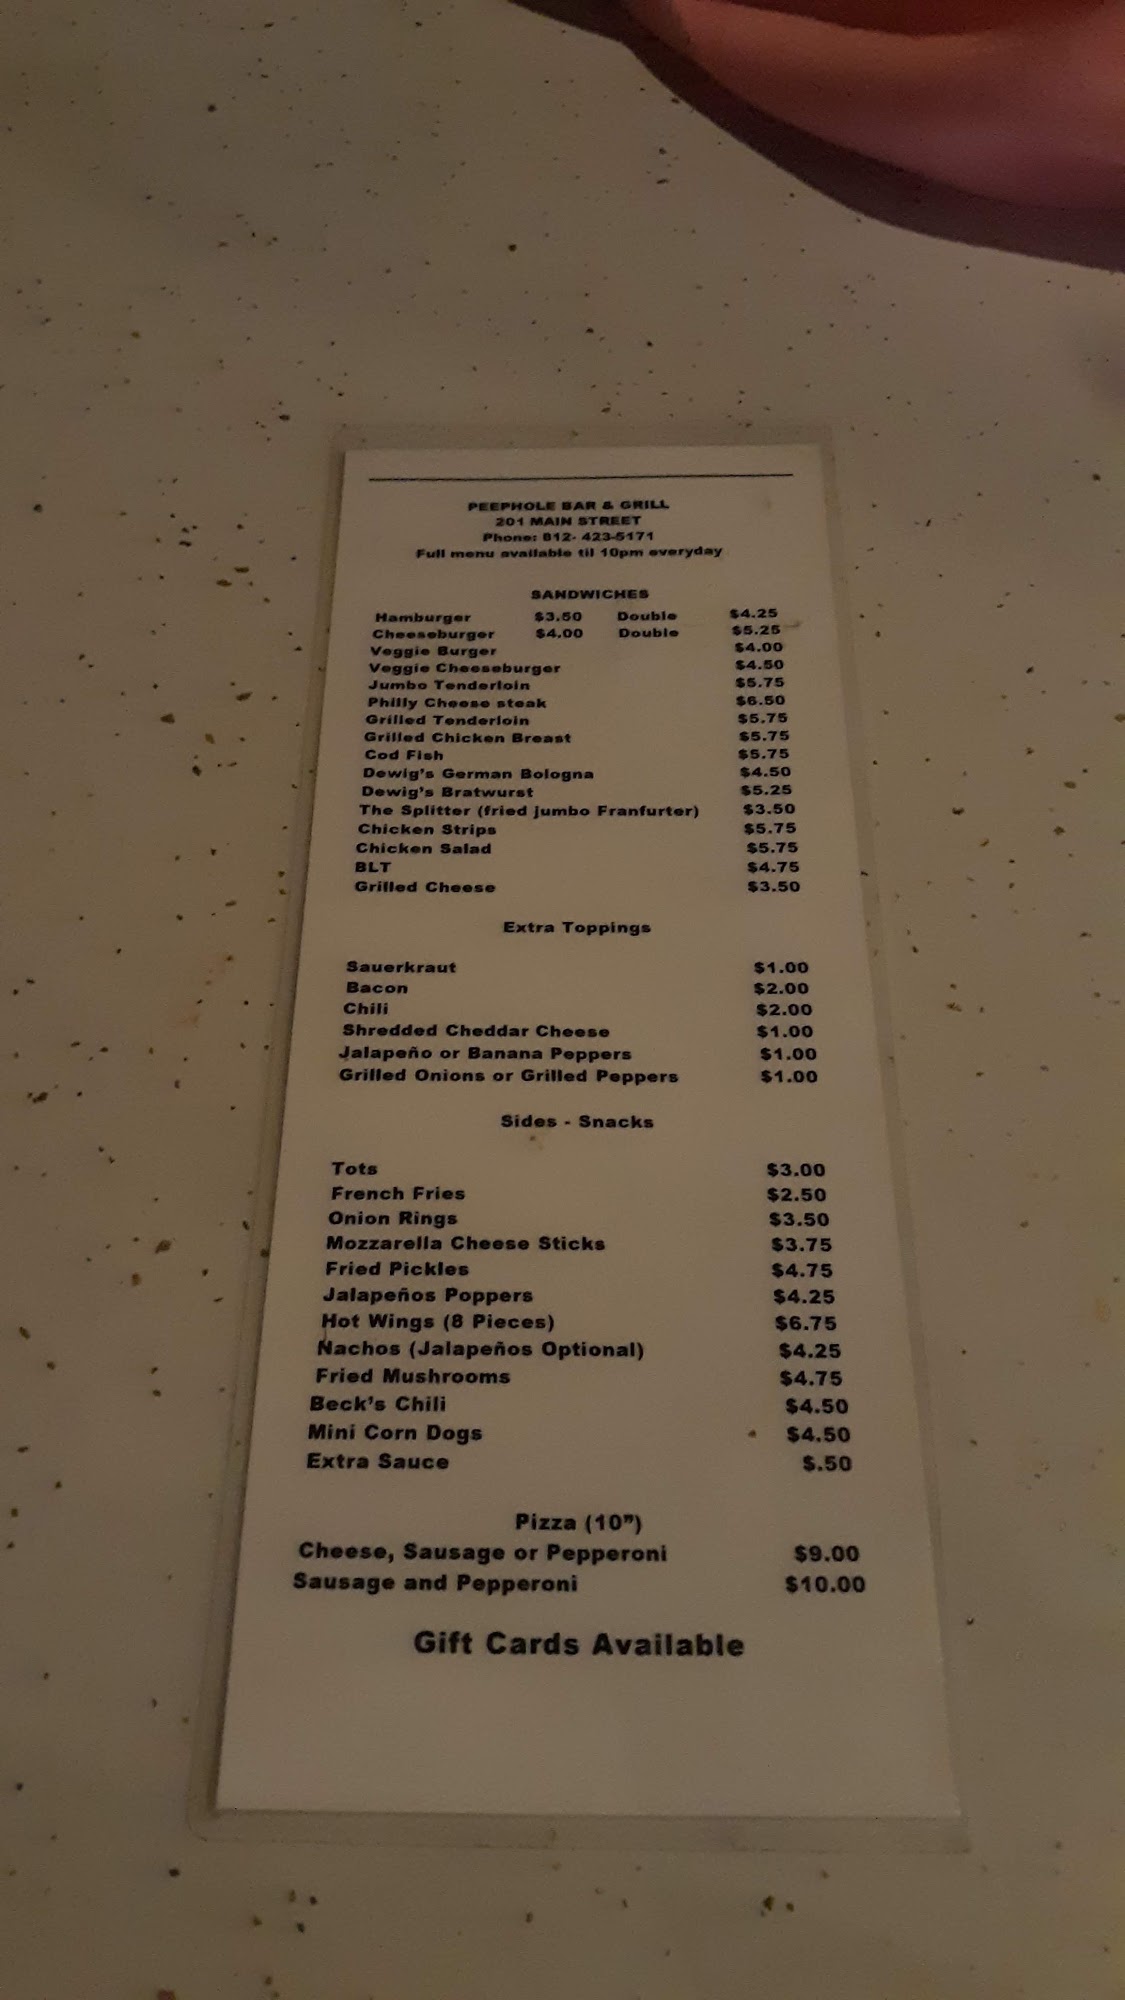 PEEPHOLE BAR & GRILL
201 MAIN STREET
Phone: 812- 423-5171
Full menu available til 10pm everyday
SANDWICHES
Hamburger $3.50 Double $4.25
Cheeseburger $4.00 Double $5.25
Veggie Burger $4.00
Veggie Cheeseburger $4.50
Jumbo Tenderloin $5.75
Philly Cheese steak $6.50
Grilled Tenderloin $5.75
Grilled Chicken Breast $5.75
Cod Fish $5.75
Dewig's German Bologna $4.50
Dewig's Bratwurst $5.25
The Splitter (fried jumbo Franfurter) $3.50
Chicken Strips $5.75
Chicken Salad $5.75
BLT $4.75
Grilled Cheese $3.50
Extra Toppings
Sauerkraut $1.00
Bacon $2.00
Chili $2.00
Shredded Cheddar Cheese $1.00
Jalapeño or Banana Peppers $1.00
Grilled Onions or Grilled Peppers $1.00
Sides - Snacks
Tots $3.00
French Fries $2.50
Onion Rings $3.50
Mozzarella Cheese Sticks $3.75
Fried Pickles $4.75
Jalapeños Poppers $4.25
Hot Wings (8 Pieces) $6.75
Nachos (Jalapeños Optional) $4.25
Fried Mushrooms $4.75
Beck's Chili $4.50
Mini Corn Dogs $4.50
Extra Sauce $.50
Pizza (10")
Cheese, Sausage or Pepperoni $9.00
Sausage and Pepperoni $10.00
Gift Cards Available